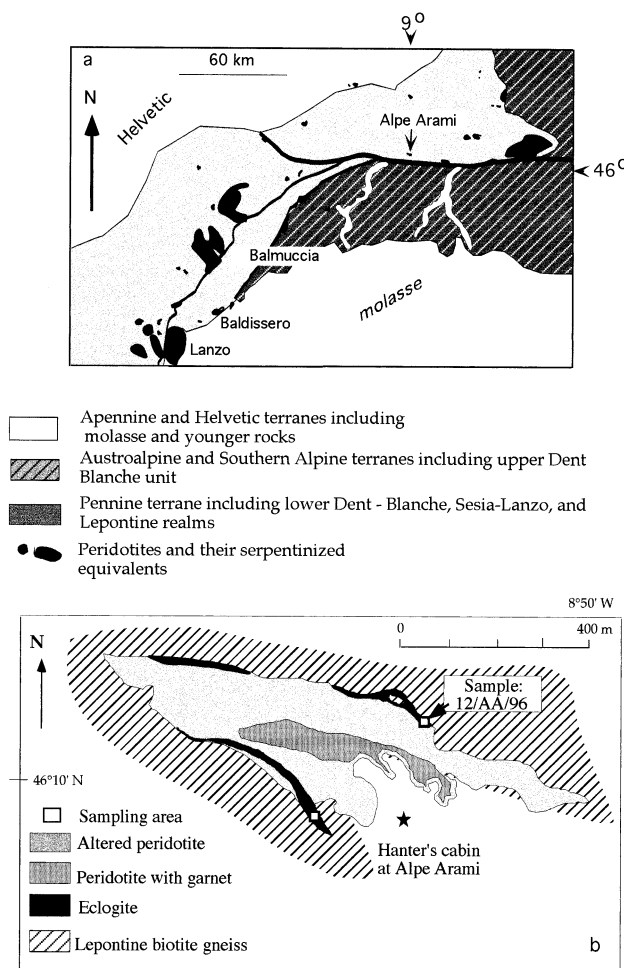 9°
a
60 km
N
Helvetic
Alpe Arami
46°
Balmuccia
molasse
Baldissero
Lanzo
Apennine and Helvetic terranes including
molasse and younger rocks
Austroalpine and Southern Alpine terranes including upper Dent
Blanche unit
Pennine terrane including lower Dent - Blanche, Sesia-Lanzo, and
Lepontine realms
Peridotites and their serpentinized
equivalents
8°50' W
N
0
400 m
Sample:
12/AA/96
46°10' N
Sampling area
Altered peridotite
Peridotite with garnet
Eclogite
Lepontine biotite gneiss
Hanter's cabin
at Alpe Arami
b